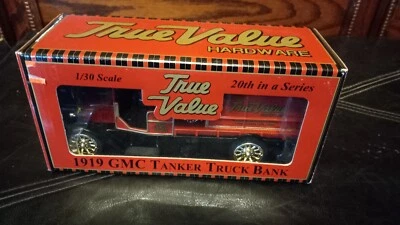 True Value
HARDWARE
1/30 Scale
True
Value
20th in a Series
1919 GMC TANKER TRUCK BANK